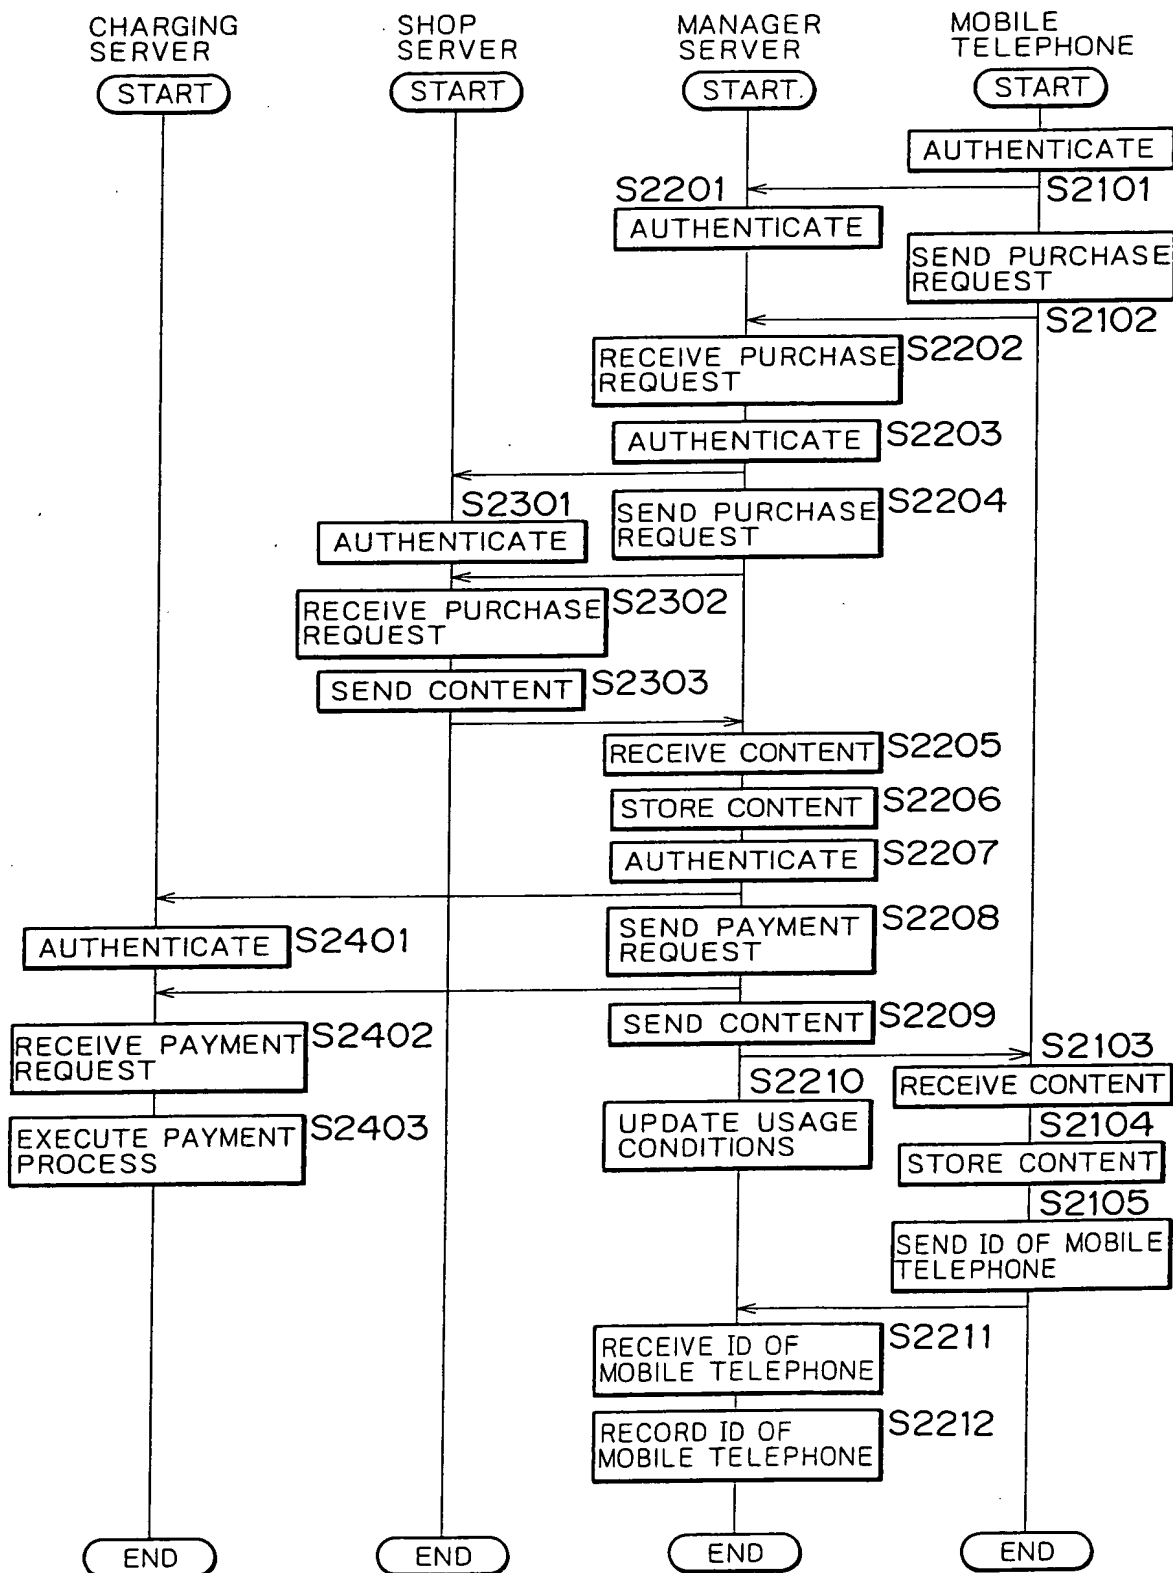 CHARGING
SERVER
SHOP
SERVER
MANAGER
SERVER
MOBILE
TELEPHONE
START
START
START
START
AUTHENTICATE
S2201
S2101
AUTHENTICATE
SEND PURCHASE
REQUEST
S2102
RECEIVE PURCHASE
REQUEST
S2202
AUTHENTICATE
S2203
S2301
SEND PURCHASE
REQUEST
S2204
AUTHENTICATE
RECEIVE PURCHASE
REQUEST
S2302
SEND CONTENT
S2303
RECEIVE CONTENT
S2205
STORE CONTENT
S2206
AUTHENTICATE
S2207
SEND PAYMENT
REQUEST
S2208
AUTHENTICATE
S2401
SEND CONTENT
S2209
RECEIVE PAYMENT
REQUEST
S2402
S2103
RECEIVE CONTENT
S2210
UPDATE USAGE
CONDITIONS
EXECUTE PAYMENT
PROCESS
S2403
S2104
STORE CONTENT
S2105
SEND ID OF MOBILE
TELEPHONE
RECEIVE ID OF
MOBILE TELEPHONE
S2211
RECORD ID OF
MOBILE TELEPHONE
S2212
END
END
END
END